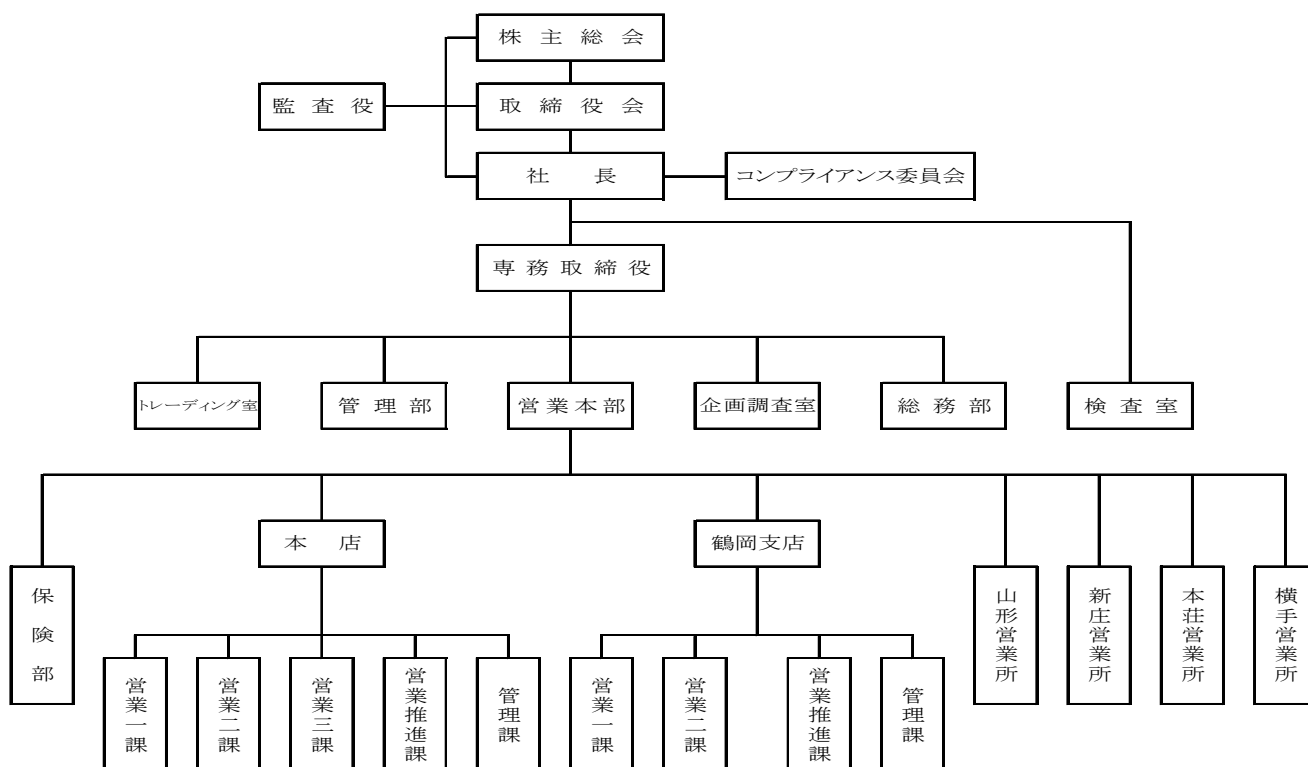 株主総会
監査役
取締役会
社長
コンプライアンス委員会
専務取締役
トレーディング室
管理部
営業本部
企画調査室
総務部
検査室
本店
鶴岡支店
保険部
山形営業所
新庄営業所
本荘営業所
横手営業所
営業一課
営業二課
営業三課
営業推進課
管理課
営業一課
営業二課
営業推進課
管理課